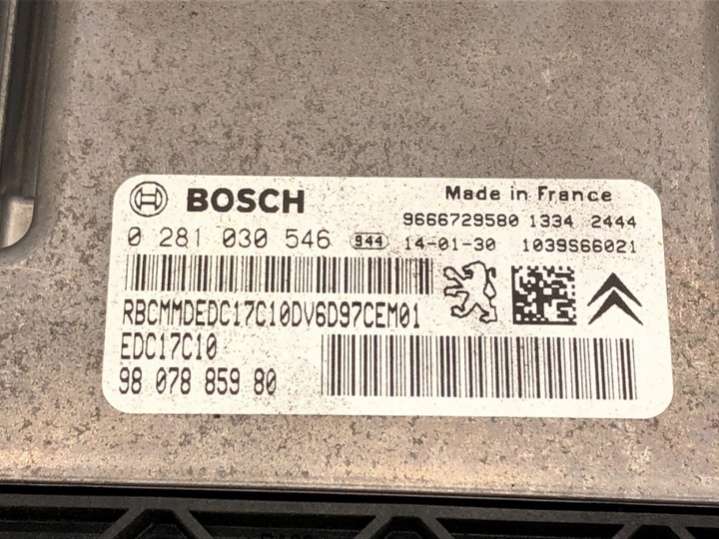 BOSCH
Made in France
9666729580 1334 2444
0 281 030 546 944 14-01-30 1039S66021
RBCMMDEDC17C10DV6D97CEM01
EDC17C10
98 078 859 80